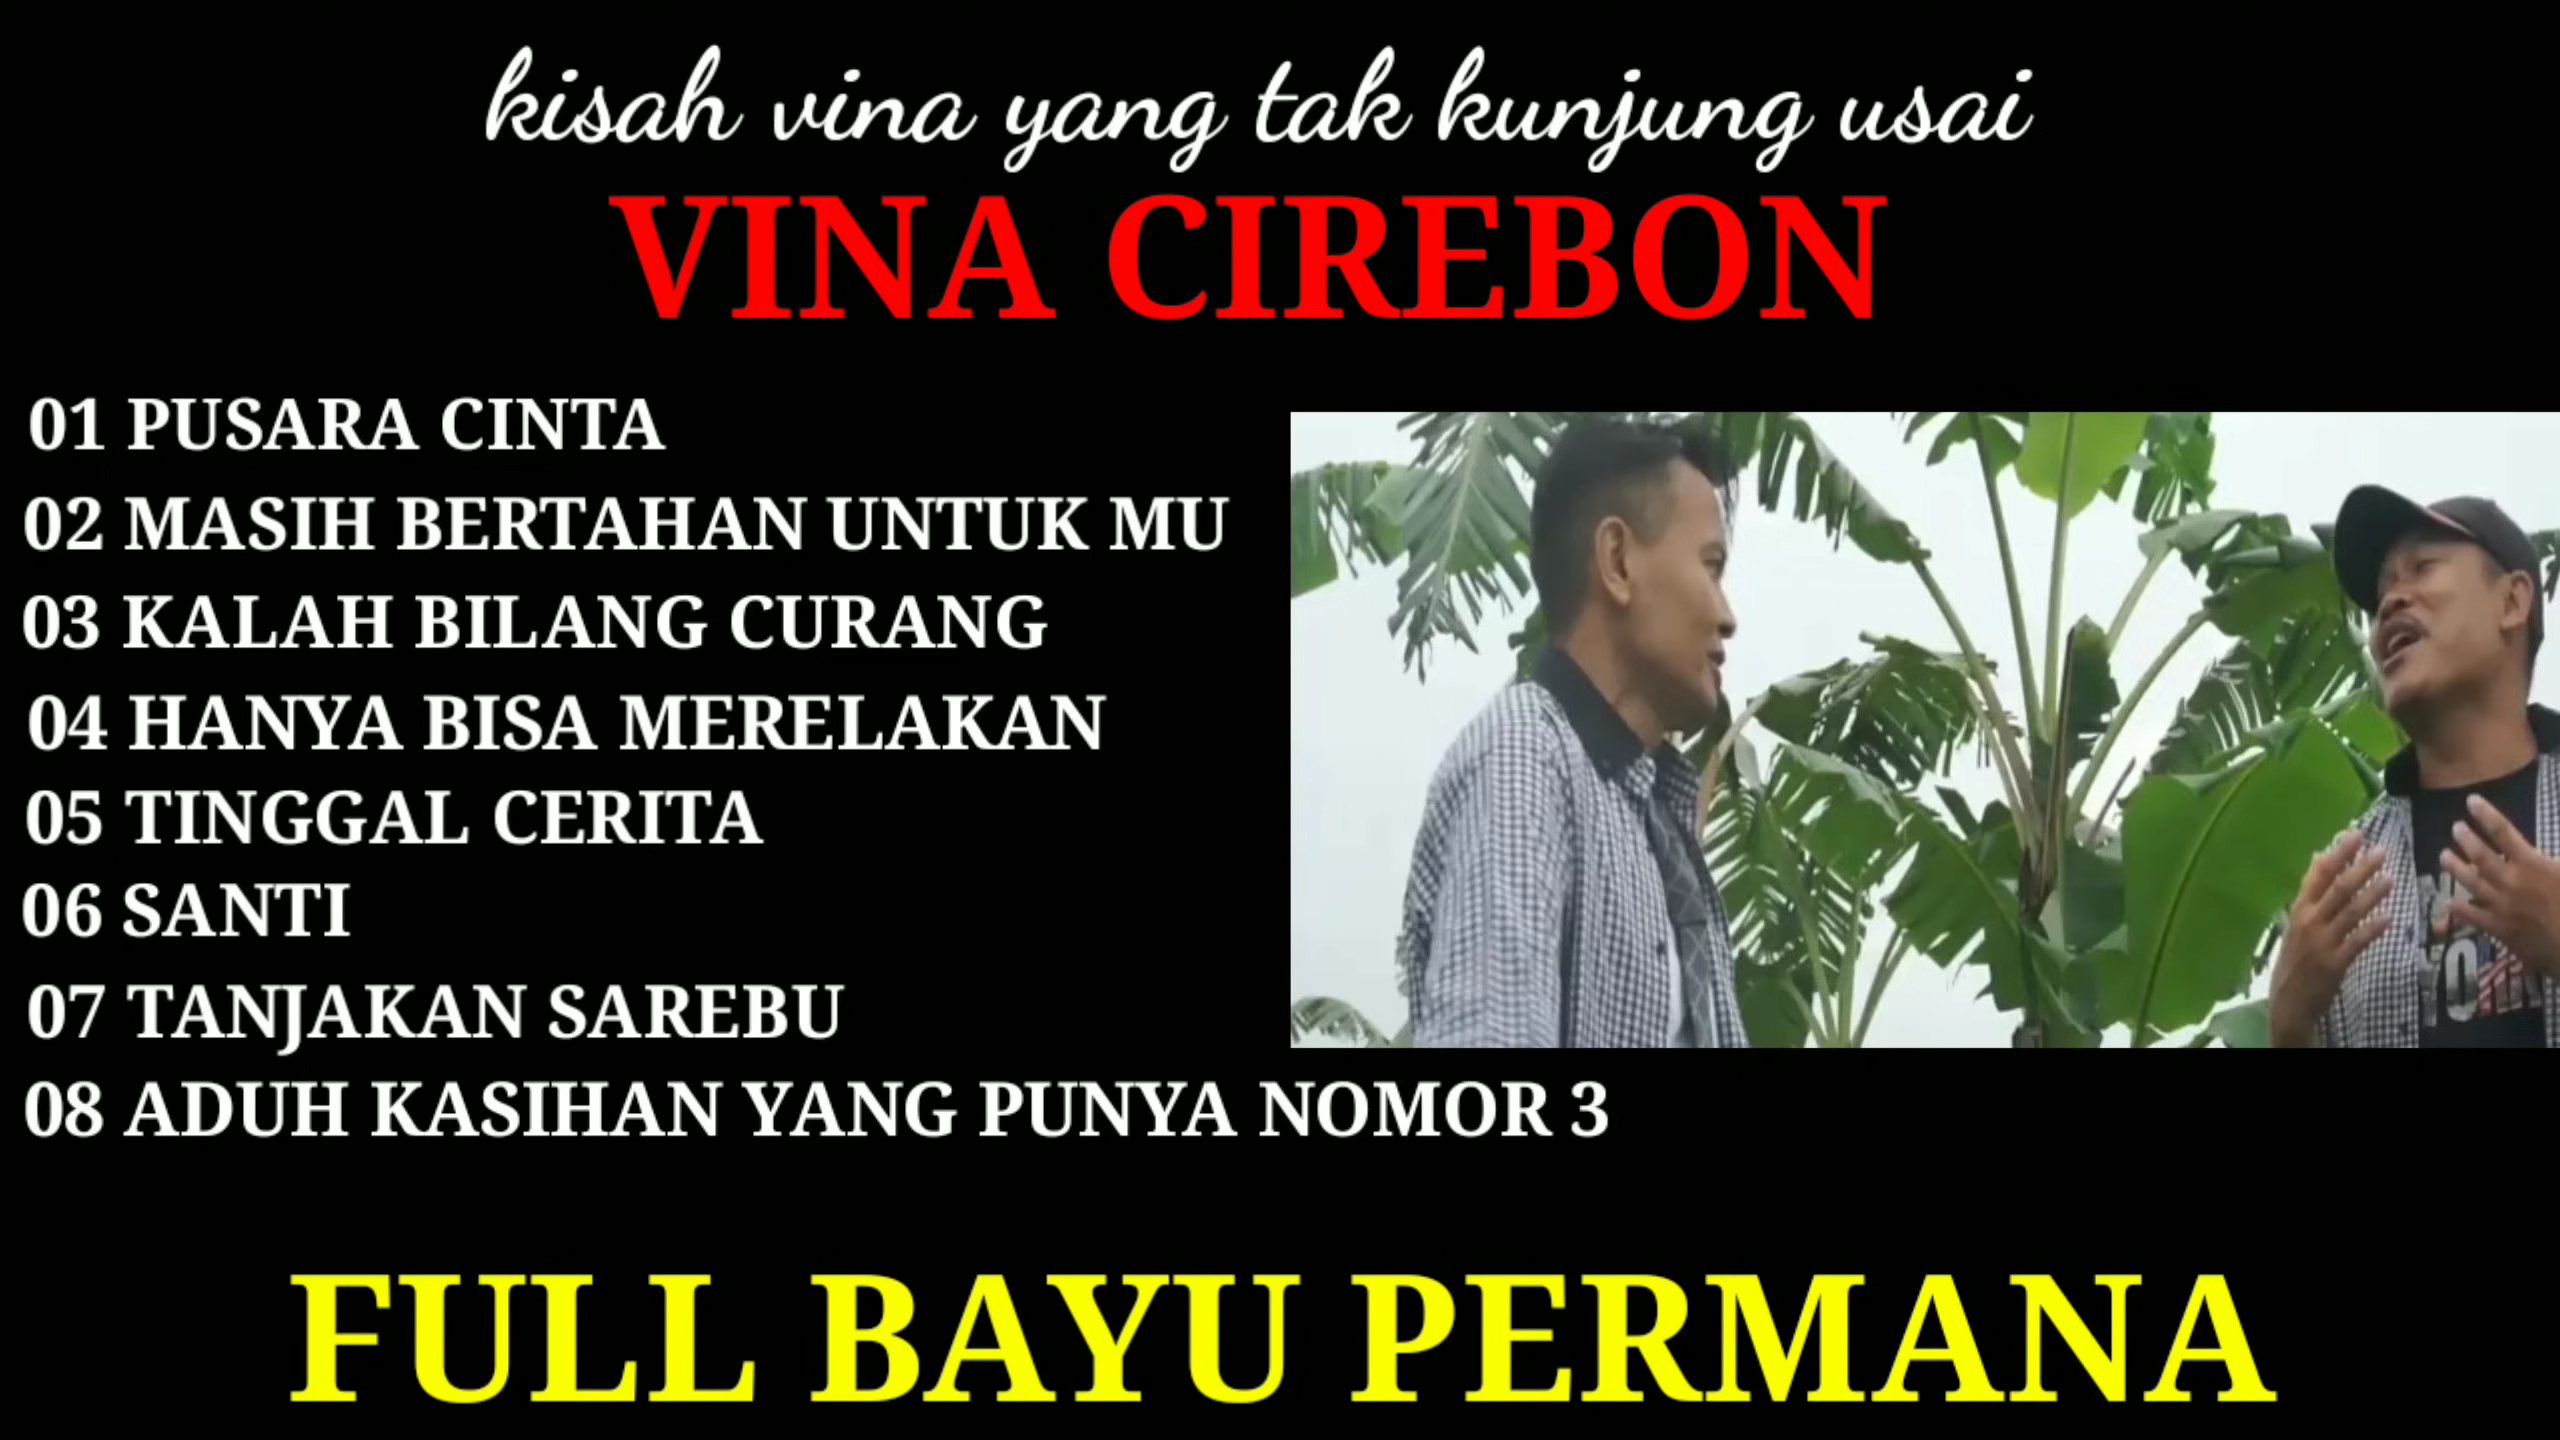 kisah vina yang tak kunjung usai
VINA CIREBON
01 PUSARA CINTA
02 MASIH BERTAHAN UNTUK MU
03 KALAH BILANG CURANG
04 HANYA BISA MERELAKAN
05 TINGGAL CERITA
06 SANTI
07 TANJAKAN SAREBU
08 ADUH KASIHAN YANG PUNYA NOMOR 3
FULL BAYU PERMANA